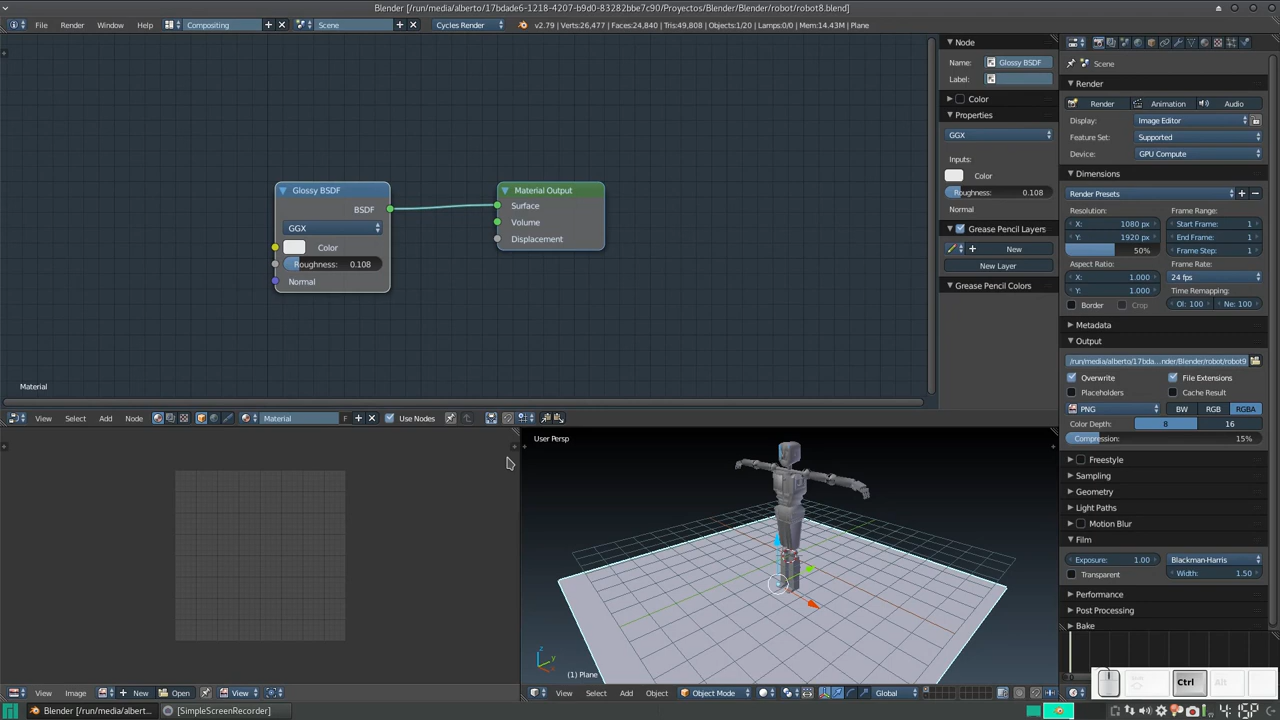 Blender [/run/media/alberto/17bdade6-1218-4207-b9d0-83282bbe7c90/Proyectos/Blender/Blender/robot/robot8.blend]
File
Render
Window
Help
Compositing
Scene
Cycles Render
v2.79 | Verts:26,477 | Faces:24,840 | Tris:49,808 | Objects:1/20 | Lamps:0/0 | Mem:14.43M | Plane
Glossy BSDF
BSDF
GGX
Color
Roughness: 0.108
Normal
Material Output
Surface
Volume
Displacement
Material
Node
Name:
Glossy BSDF
Label:
Color
Properties
GGX
Inputs:
Color
Roughness: 0.108
Normal
Grease Pencil Layers
New
New Layer
Grease Pencil Colors
Scene
Render
Render
Animation
Audio
Display:
Image Editor
Feature Set:
Supported
Device:
GPU Compute
Dimensions
Render Presets
Resolution:
Frame Range:
X: 1080 px
Start Frame: 1
Y: 1920 px
End Frame: 1
50%
Frame Step: 1
Aspect Ratio:
Frame Rate:
X: 1.000
24 fps
Y: 1.000
Time Remapping:
Border
Crop
Ol: 100
Ne: 100
Metadata
Output
/run/media/alberto/17bda...nder/Blender/robot/robot9
Overwrite
File Extensions
Placeholders
Cache Result
PNG
BW
RGB
RGBA
Color Depth:
8
16
Compression:
15%
Freestyle
Sampling
Geometry
Light Paths
Motion Blur
Film
Exposure: 1.00
Blackman-Harris
Transparent
Width: 1.50
Performance
Post Processing
Bake
View
Select
Add
Node
Material
F
Use Nodes
User Persp
(1) Plane
View
Image
New
Open
View
View
Select
Add
Object
Object Mode
Global
Ctrl
Alt
Blender [/run/media/albert...
[SimpleScreenRecorder]